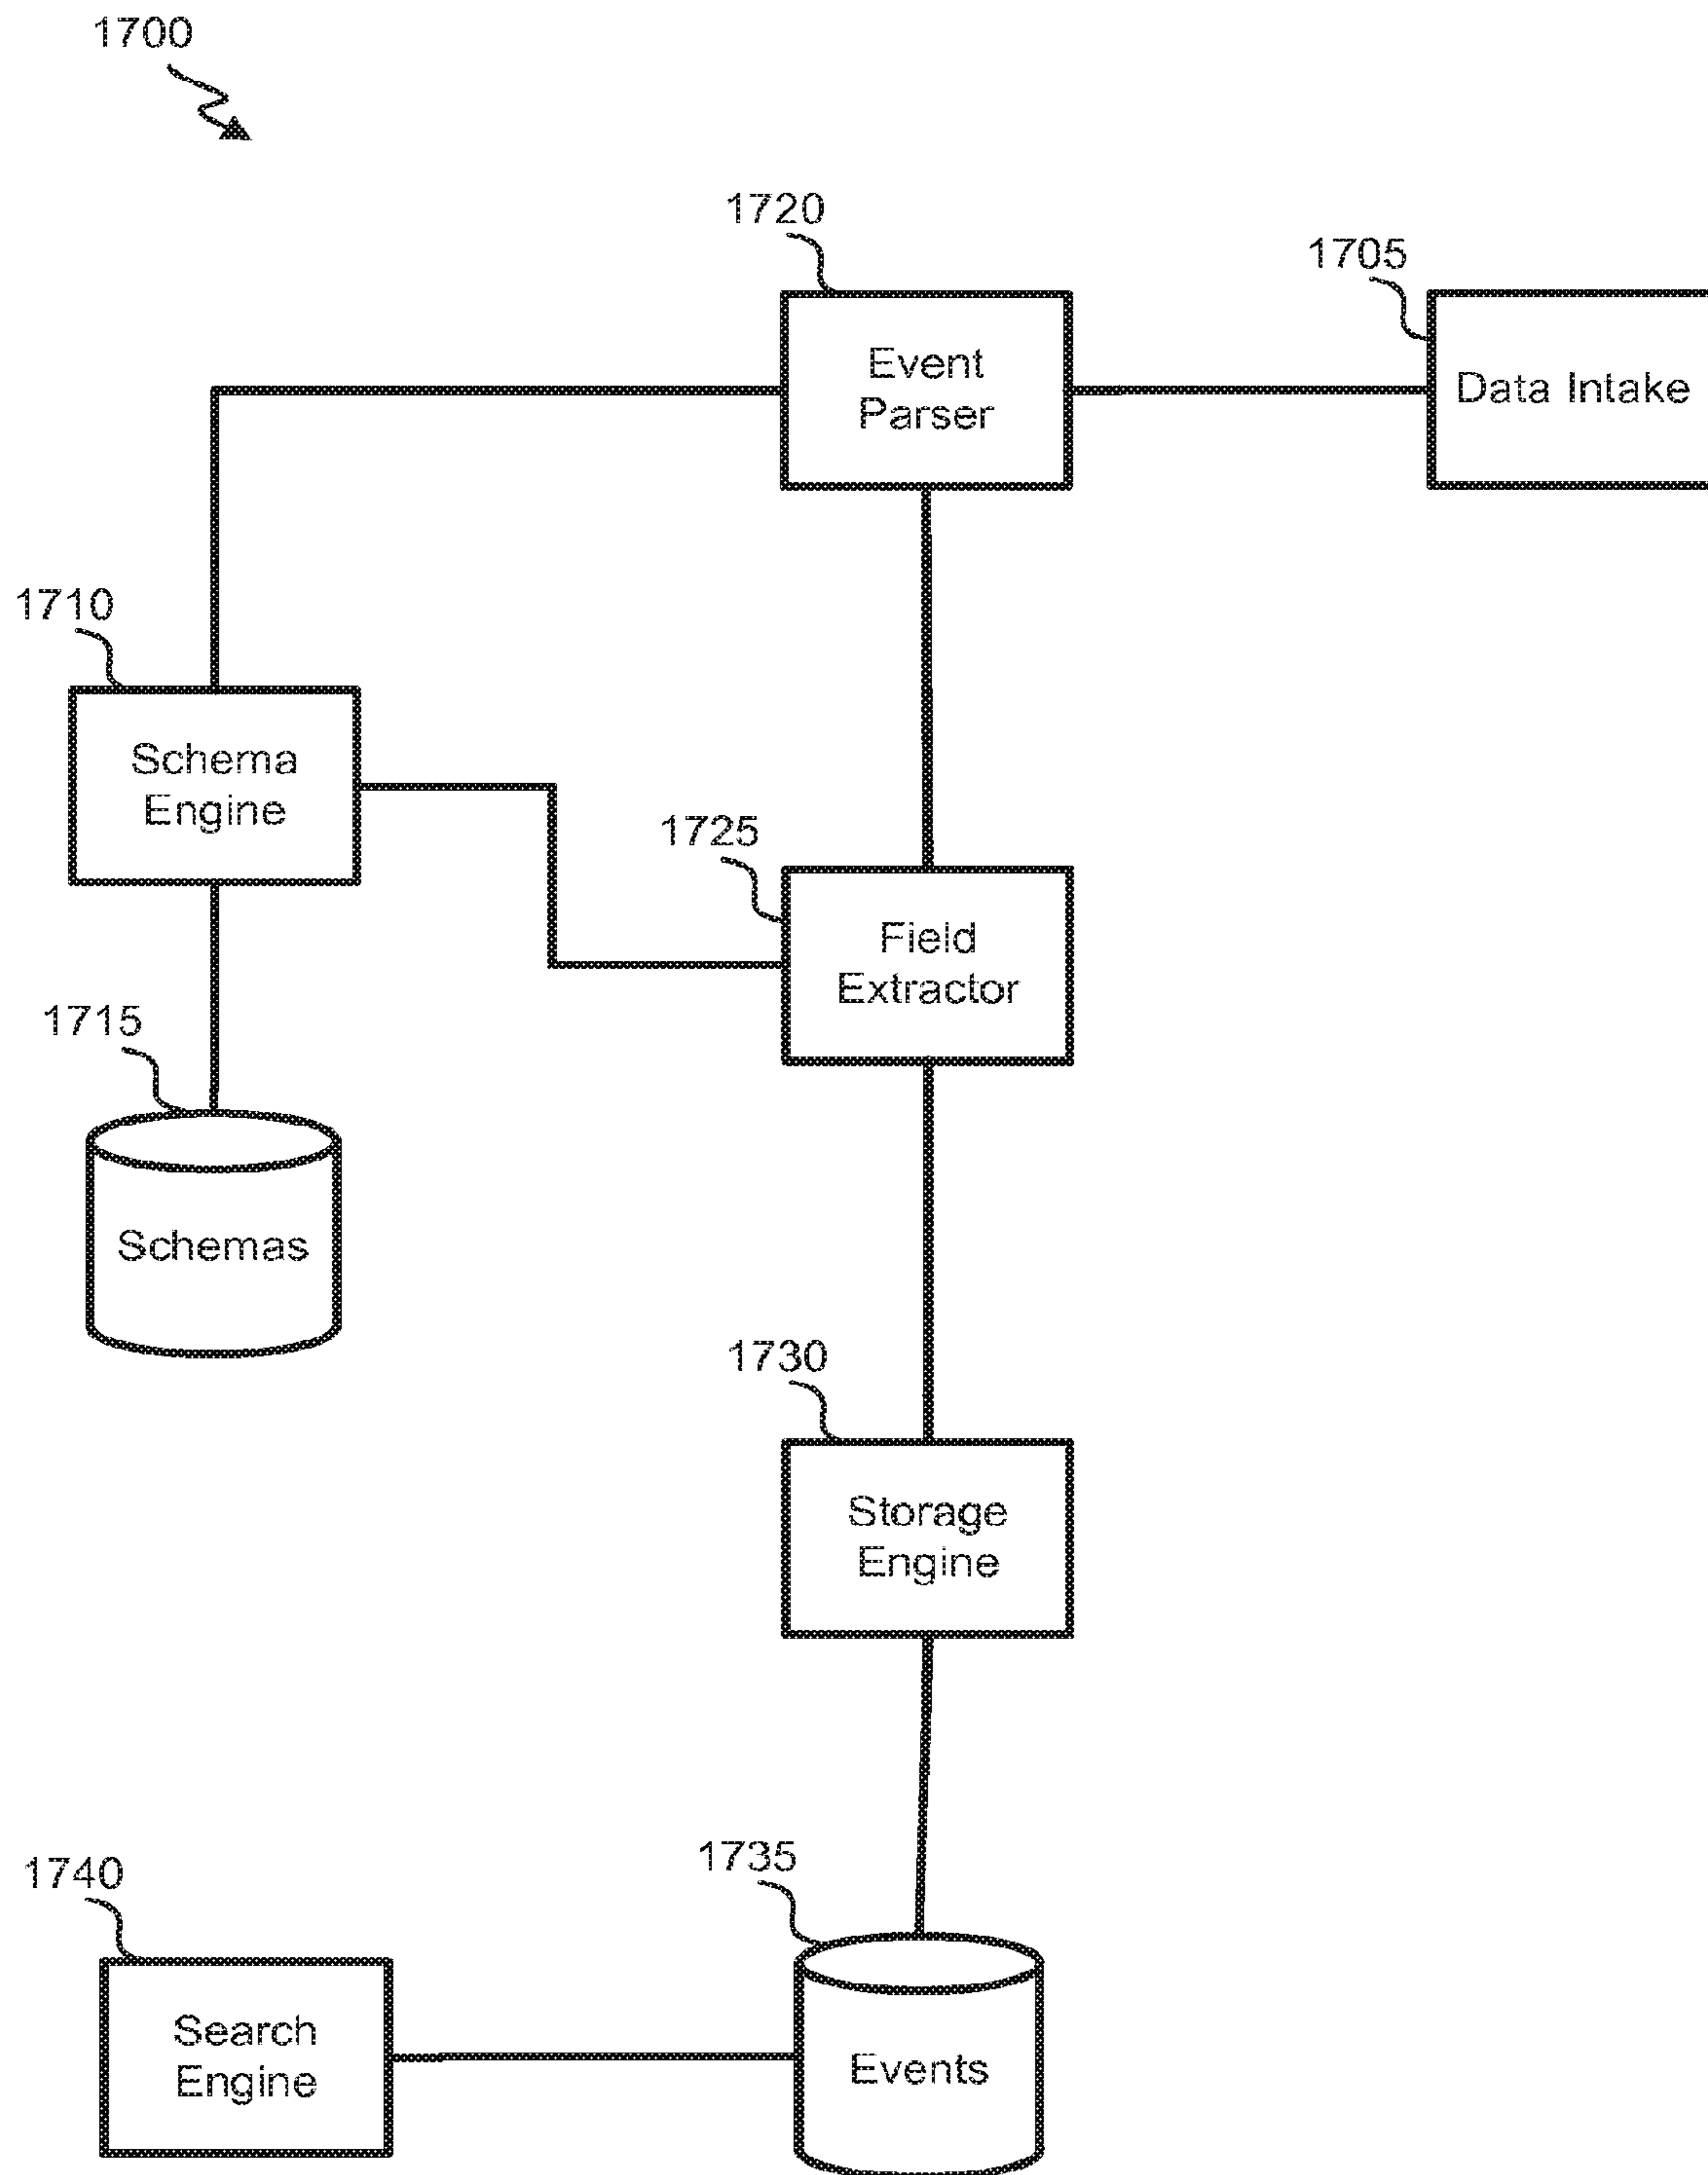 1700
1720
Event
Parser
1705
Data Intake
1710
Schema
Engine
1725
Field
Extractor
1715
Schemas
1730
Storage
Engine
1740
Search
Engine
1735
Events